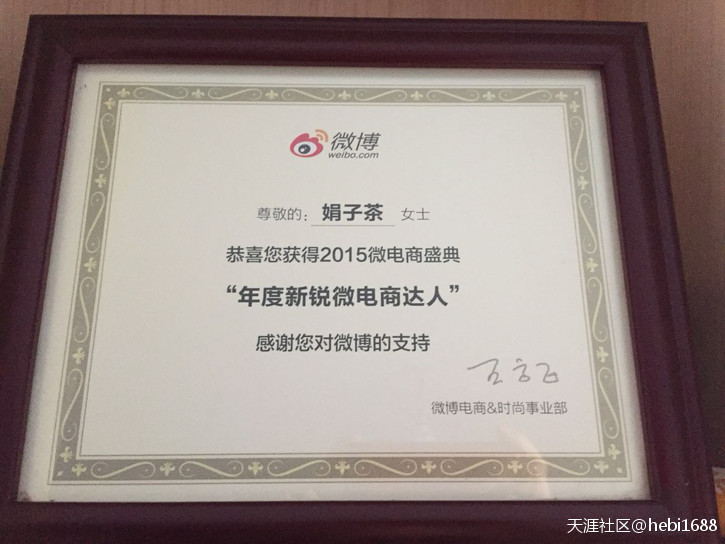 微博
weibo.com
尊敬的: 娟子茶 女士
恭喜您获得2015微电商盛典
“年度新锐微电商达人”
感谢您对微博的支持
微博电商&时尚事业部
天涯社区@hebi1688